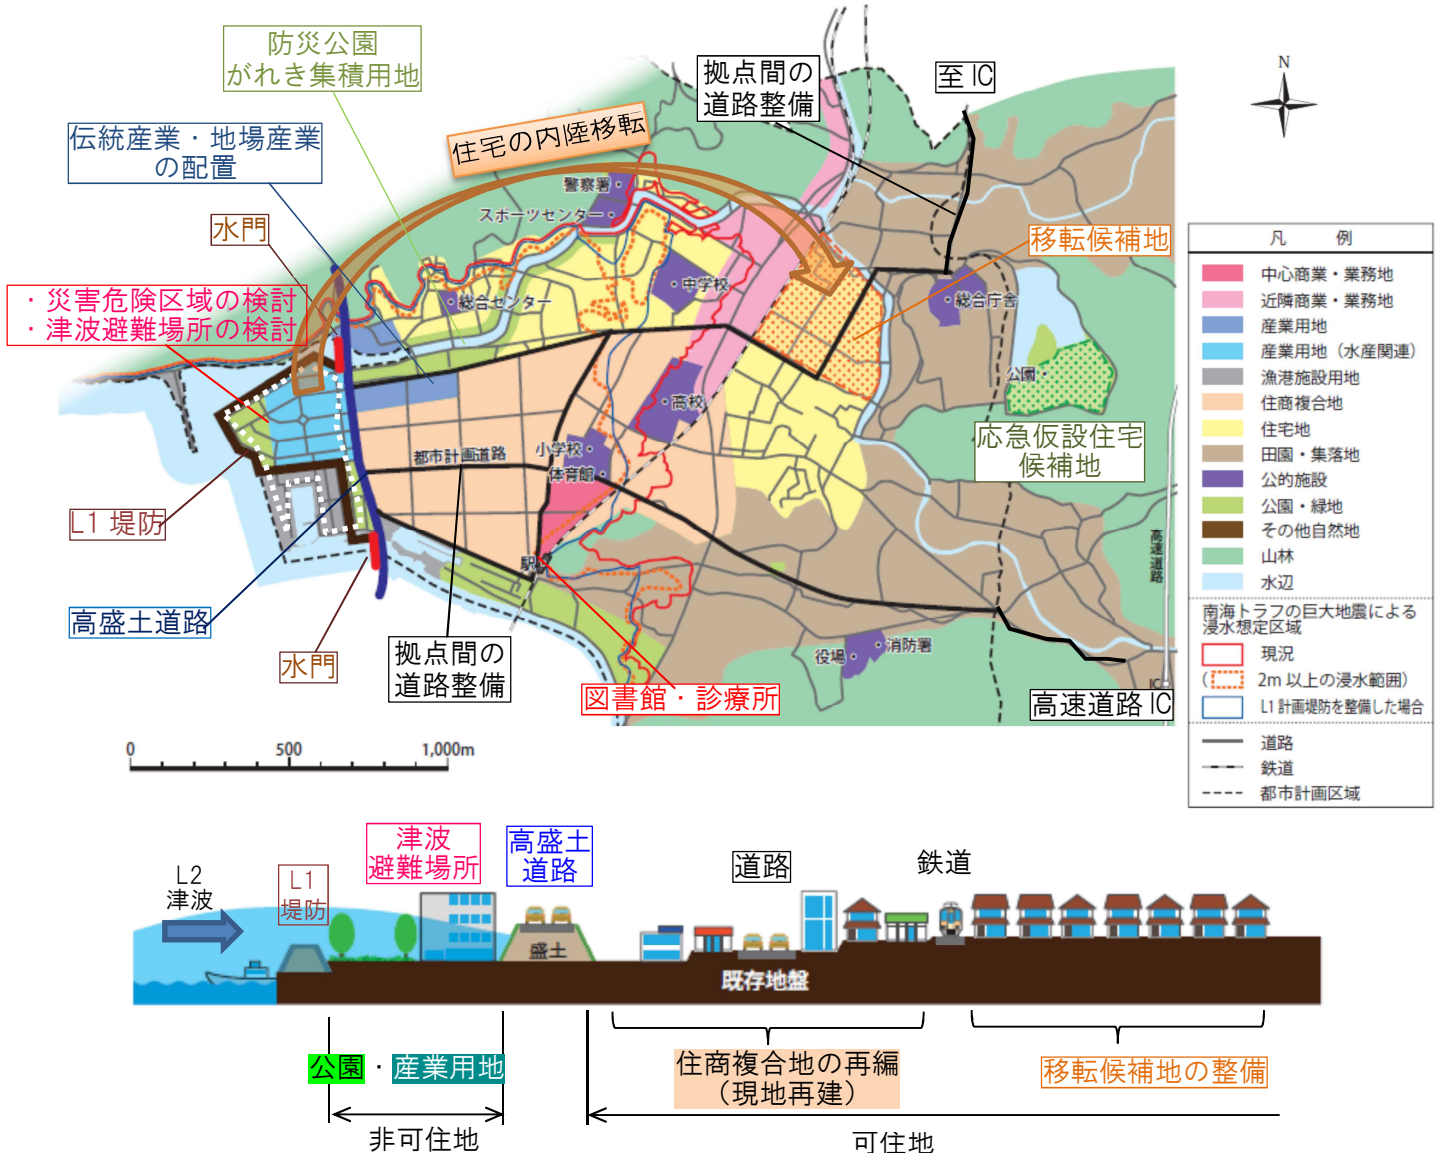 防災公園
がれき集積用地
拠点間の
道路整備
至 IC
N
住宅の内陸移転
伝統産業・地場産業
の配置
警察署・
スポーツセンター・
水門
移転候補地
凡　例
中心商業・業務地
近隣商業・業務地
産業用地
産業用地（水産関連）
漁港施設用地
住商複合地
住宅地
田園・集落地
公的施設
公園・緑地
その他自然地
山林
水辺
南海トラフの巨大地震による
浸水想定区域
現況
（ 2m 以上の浸水範囲）
L1 計画堤防を整備した場合
道路
鉄道
都市計画区域
・災害危険区域の検討
・津波避難場所の検討
・総合センター
・中学校
・総合庁舎
公園・
・高校
応急仮設住宅
候補地
都市計画道路
小学校・
体育館・
L1 堤防
高速道路
駅
高盛土道路
水門
拠点間の
道路整備
役場・
・消防署
図書館・診療所
IC
高速道路 IC
0
500
1,000m
津波
避難場所
高盛土
道路
L2
津波
L1
堤防
道路
鉄道
盛土
既存地盤
公園・産業用地
住商複合地の再編
（現地再建）
移転候補地の整備
非可住地
可住地